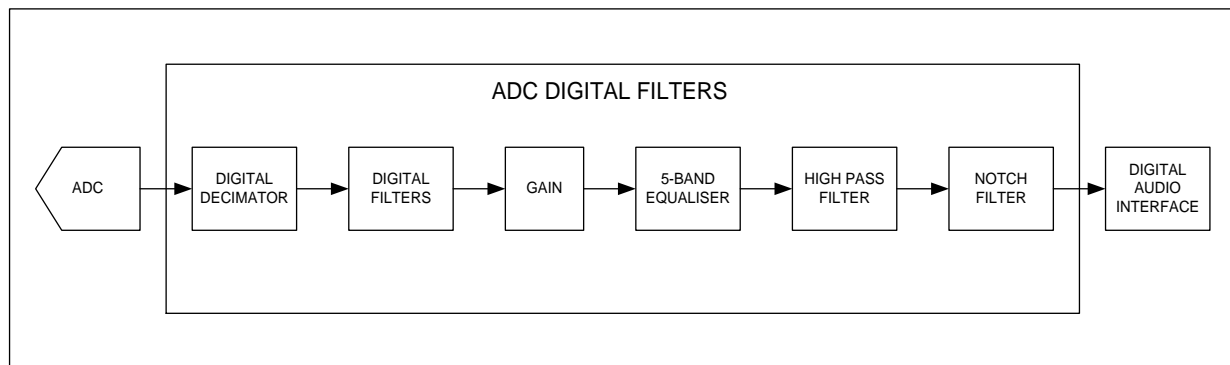 ADC DIGITAL FILTERS
ADC
DIGITAL
DECIMATOR
DIGITAL
FILTERS
GAIN
5-BAND
EQUALISER
HIGH PASS
FILTER
NOTCH
FILTER
DIGITAL
AUDIO
INTERFACE